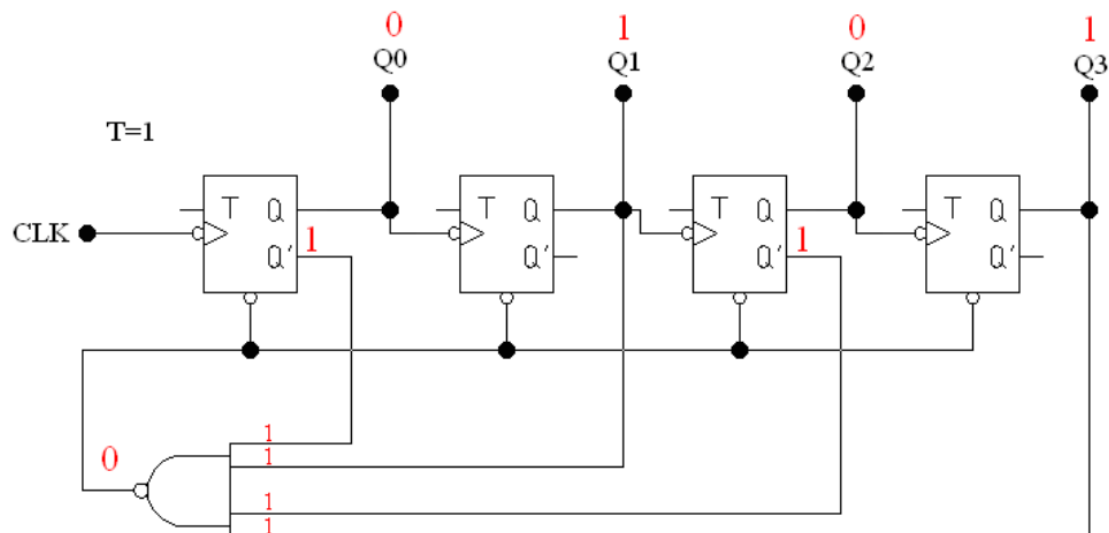 0 1 0 1
Q0 Q1 Q2 Q3
T=1
T Q T Q T Q T Q
CLK
1 1
Q' Q' Q' Q'
1
0 1
1
1